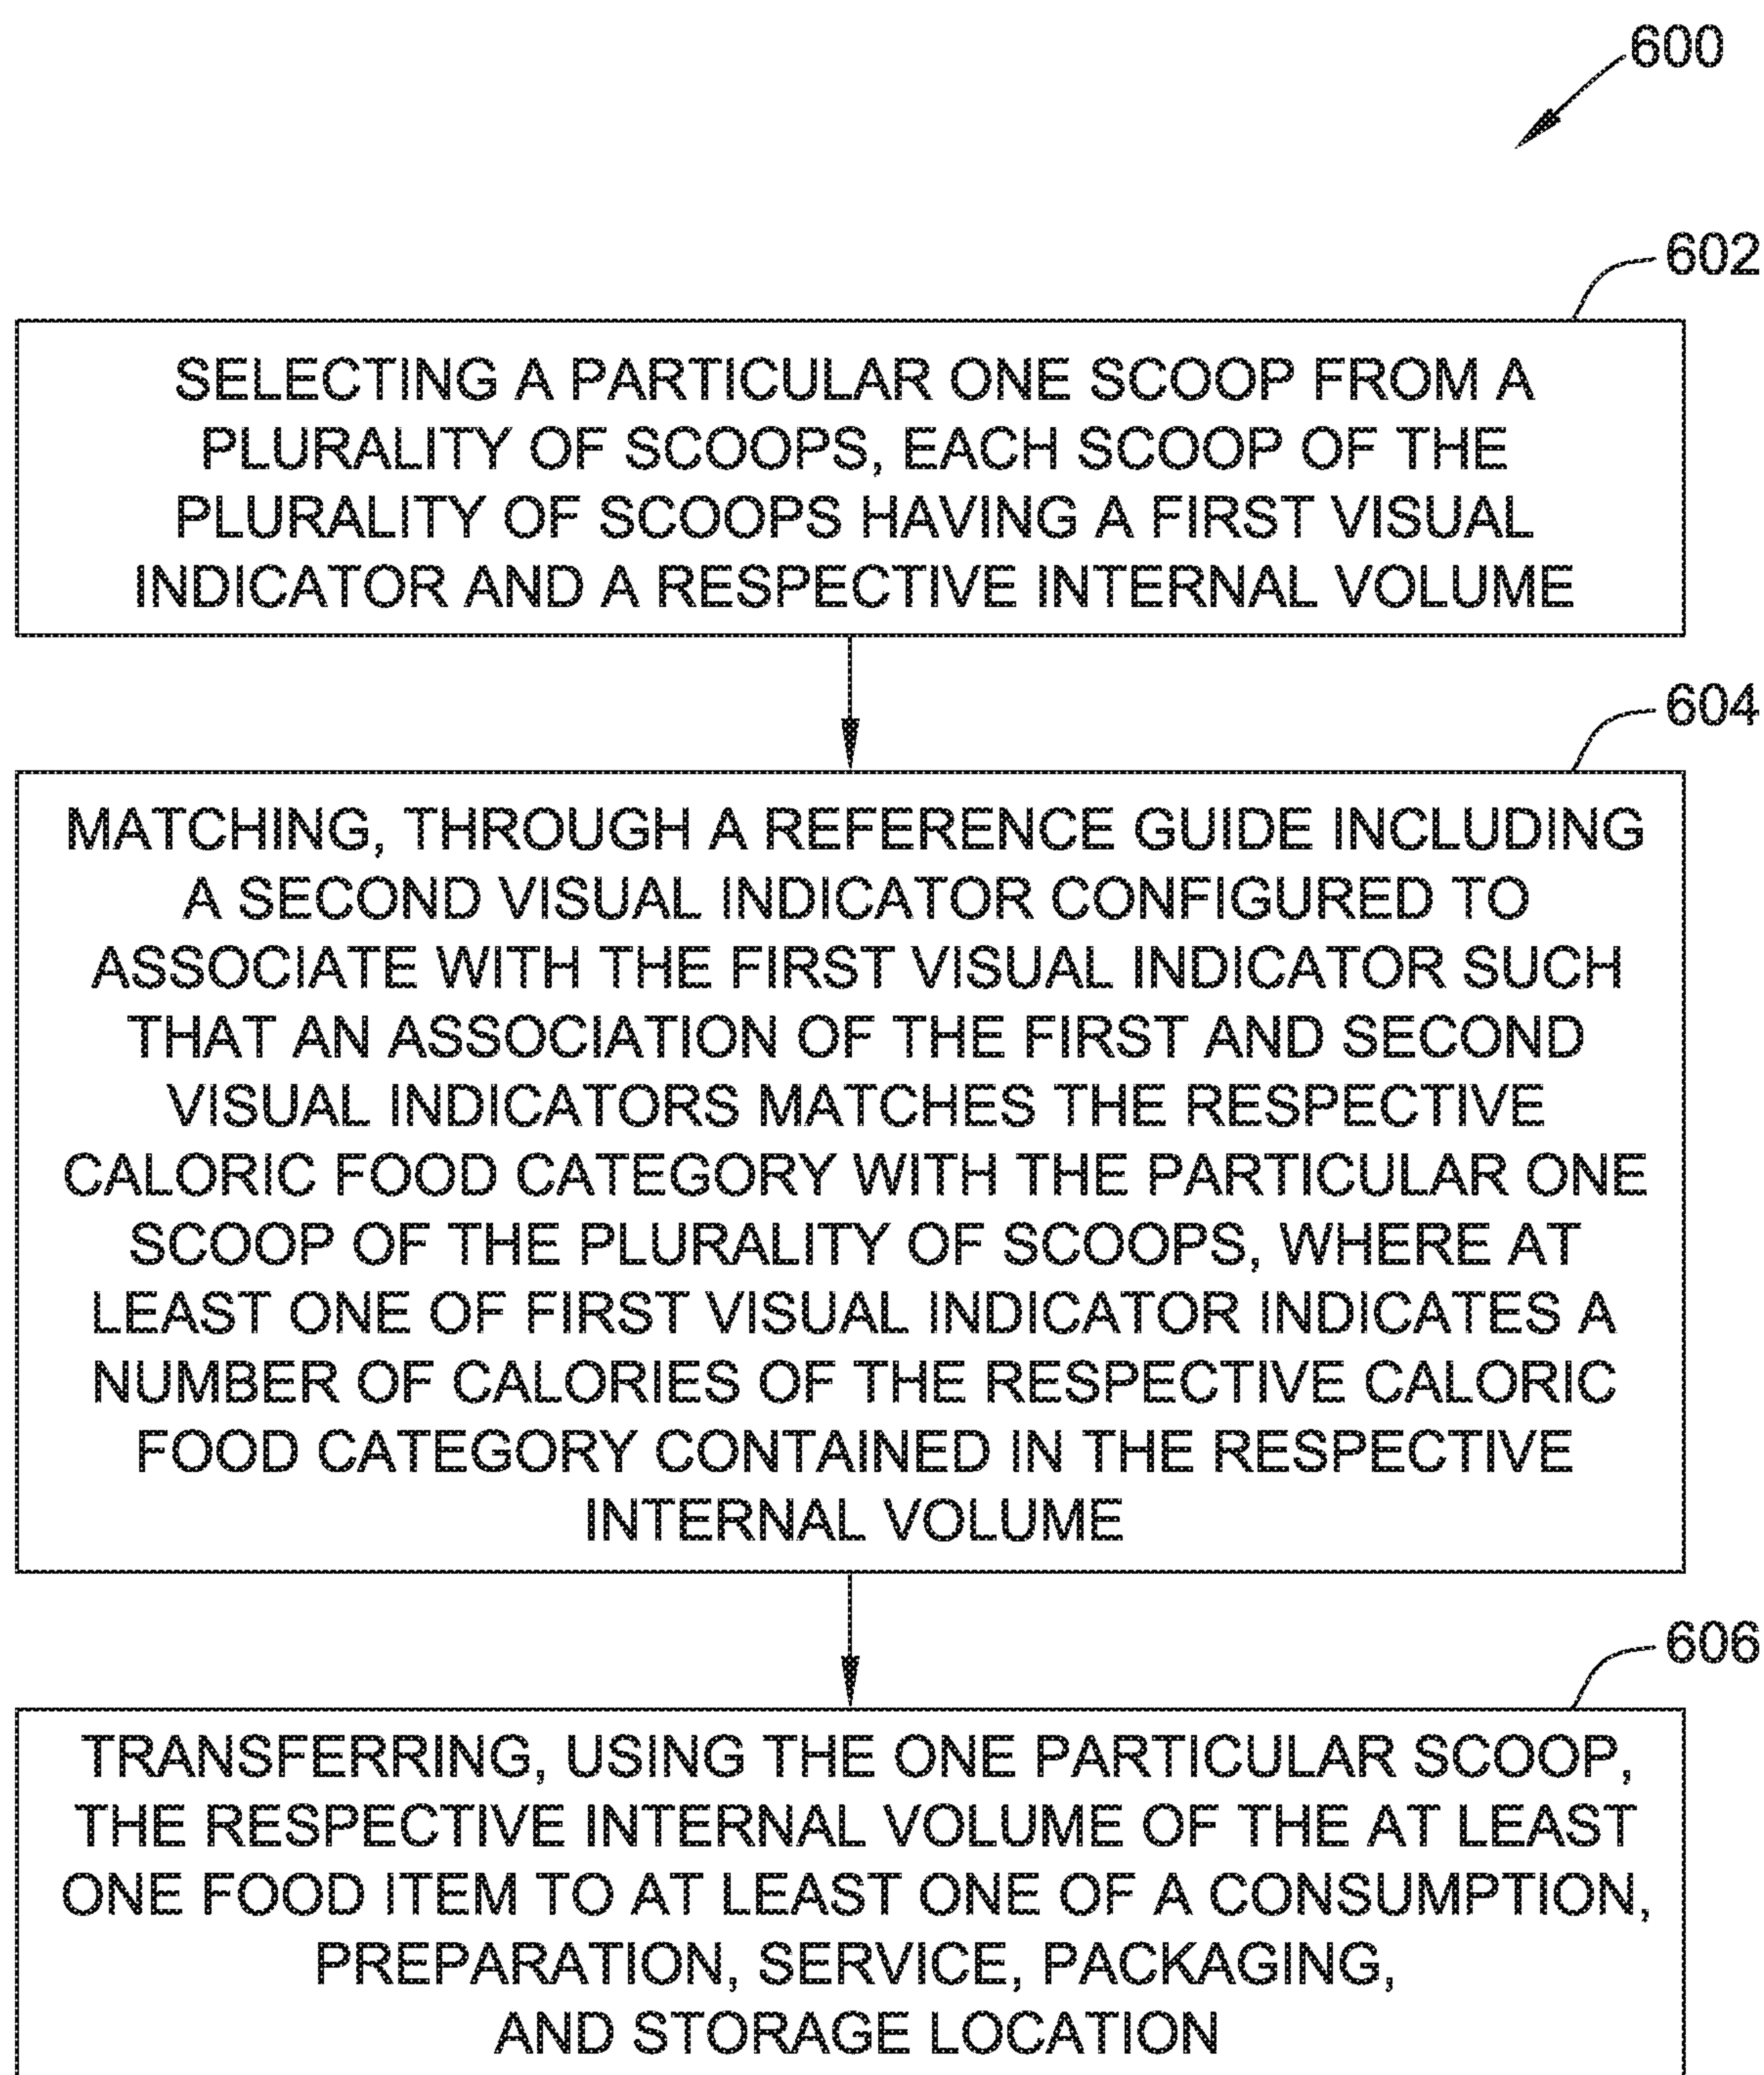 600
602
SELECTING A PARTICULAR ONE SCOOP FROM A
PLURALITY OF SCOOPS, EACH SCOOP OF THE
PLURALITY OF SCOOPS HAVING A FIRST VISUAL
INDICATOR AND A RESPECTIVE INTERNAL VOLUME
604
MATCHING, THROUGH A REFERENCE GUIDE INCLUDING
A SECOND VISUAL INDICATOR CONFIGURED TO
ASSOCIATE WITH THE FIRST VISUAL INDICATOR SUCH
THAT AN ASSOCIATION OF THE FIRST AND SECOND
VISUAL INDICATORS MATCHES THE RESPECTIVE
CALORIC FOOD CATEGORY WITH THE PARTICULAR ONE
SCOOP OF THE PLURALITY OF SCOOPS, WHERE AT
LEAST ONE OF FIRST VISUAL INDICATOR INDICATES A
NUMBER OF CALORIES OF THE RESPECTIVE CALORIC
FOOD CATEGORY CONTAINED IN THE RESPECTIVE
INTERNAL VOLUME
606
TRANSFERRING, USING THE ONE PARTICULAR SCOOP,
THE RESPECTIVE INTERNAL VOLUME OF THE AT LEAST
ONE FOOD ITEM TO AT LEAST ONE OF A CONSUMPTION,
PREPARATION, SERVICE, PACKAGING,
AND STORAGE LOCATION